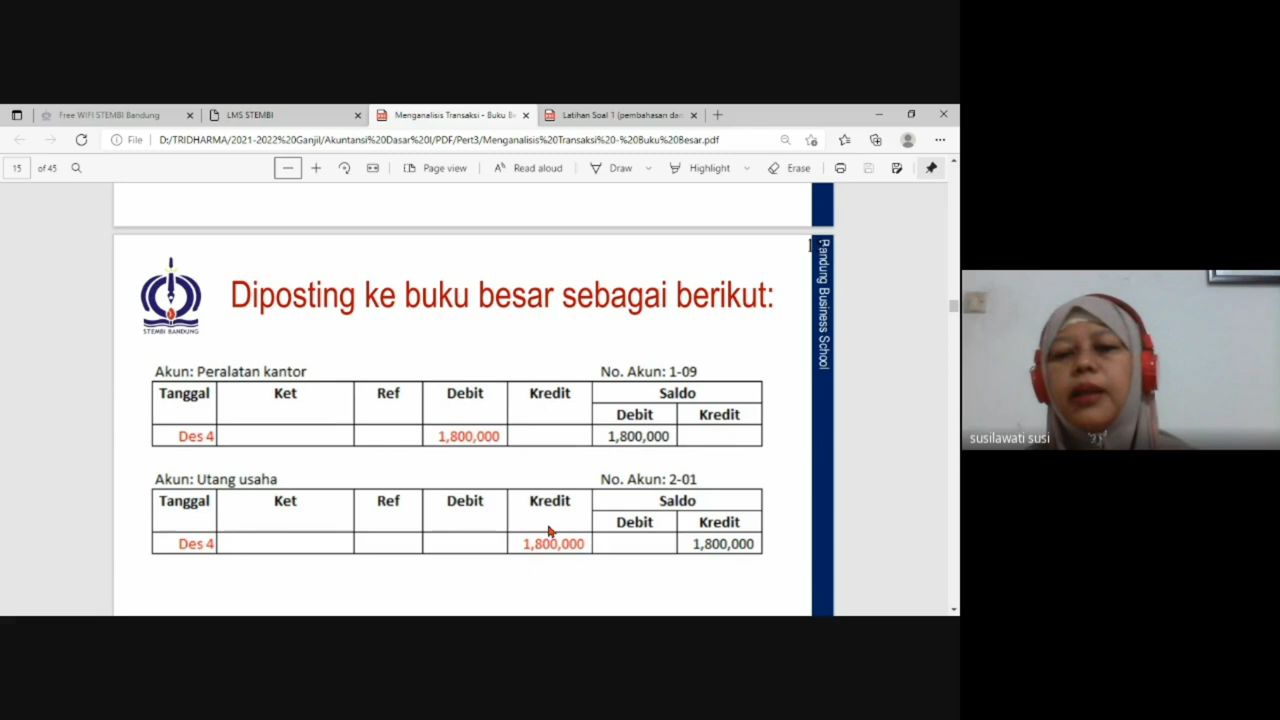 Free WIFI STEMBI Bandung
LMS STEMBI
Menganalisis Transaksi - Buku Be
Latihan Soal 1 (pembahasan dan
File
D:/TRIDHARMA/2021-2022%20Ganjil/Akuntansi%20Dasar%20I/PDF/Pert3/Menganalisis%20Transaksi%20-%20Buku%20Besar.pdf
15 of 45
Page view
Read aloud
Draw
Highlight
Erase
Bandung Business School
STEMBI BANDUNG
Diposting ke buku besar sebagai berikut:
Akun: Peralatan kantor No. Akun: 1-09
Tanggal Ket Ref Debit Kredit Saldo
Debit Kredit
Des 4 1,800,000 1,800,000
Akun: Utang usaha No. Akun: 2-01
Tanggal Ket Ref Debit Kredit Saldo
Debit Kredit
Des 4 1,800,000 1,800,000
susilawati susi